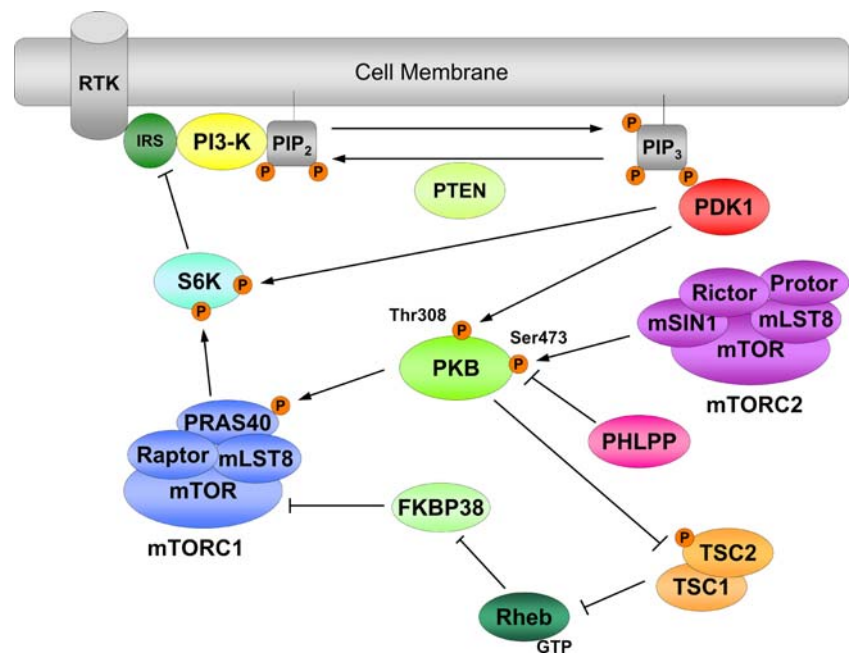 Cell Membrane
RTK
IRS
PI3-K
PIP2
P
P
P
PIP3
P
P
PTEN
PDK1
S6K
P
P
Rictor
Protor
mSIN1
mLST8
mTOR
mTORC2
Thr308
P
Ser473
PKB
P
PRAS40
P
Raptor
mLST8
mTOR
mTORC1
PHLPP
FKBP38
P
TSC2
TSC1
Rheb
GTP